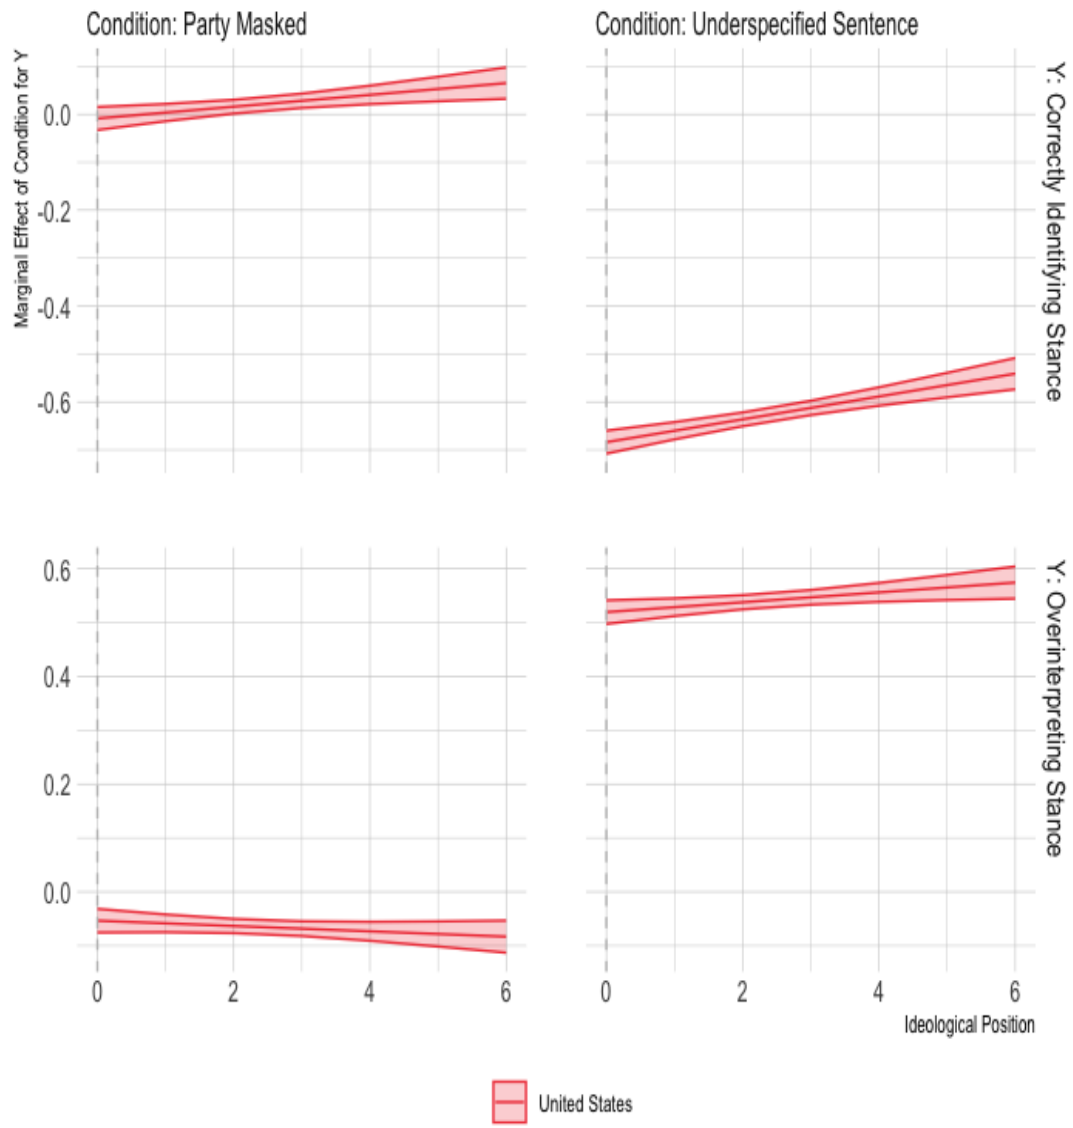 Condition: Party Masked
Condition: Underspecified Sentence
Marginal Effect of Condition for Y
0.0
-0.2
-0.4
-0.6
Y: Correctly Identifying Stance
0.6
0.4
0.2
0.0
Y: Overinterpreting Stance
0 2 4 6
0 2 4 6
Ideological Position
United States